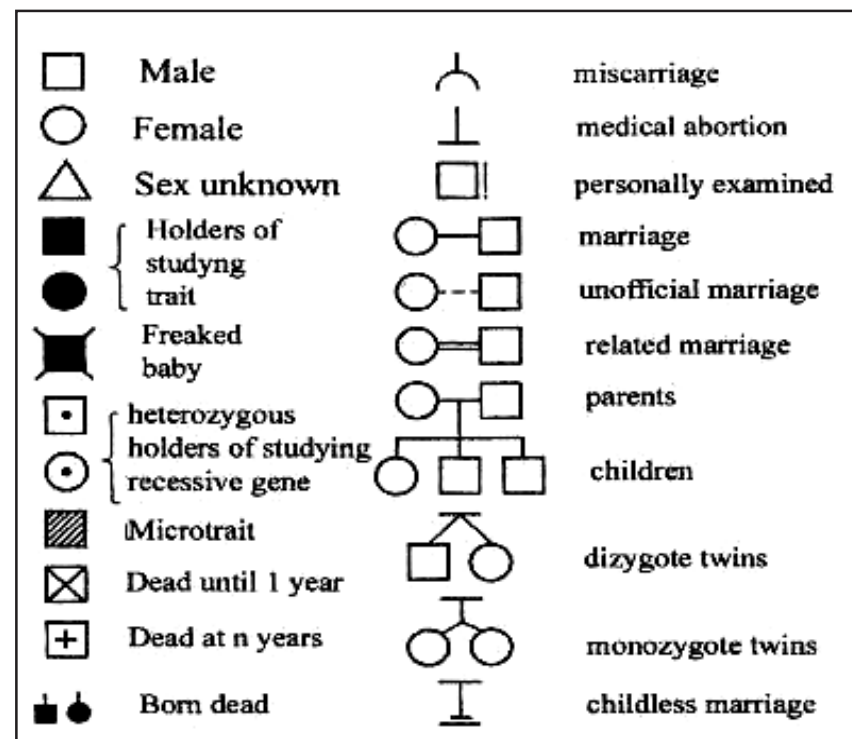 Male
Female
Sex unknown
Holders of
studyng
trait
Freaked
baby
heterozygous
holders of studying
recessive gene
Microtrait
Dead until 1 year
Dead at n years
Born dead
miscarriage
medical abortion
personally examined
marriage
unofficial marriage
related marriage
parents
children
dizygote twins
monozygote twins
childless marriage